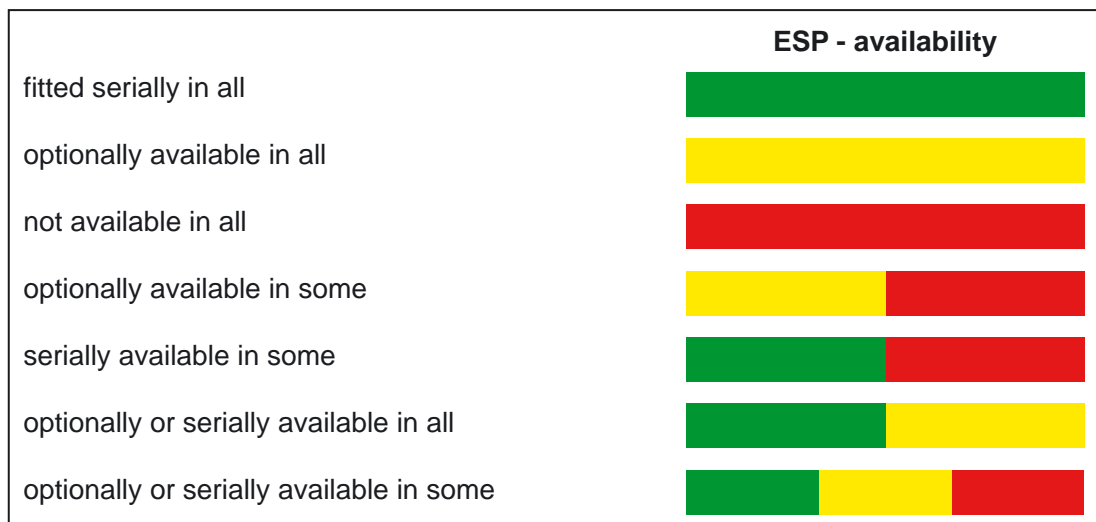 ESP - availability
fitted serially in all
optionally available in all
not available in all
optionally available in some
serially available in some
optionally or serially available in all
optionally or serially available in some